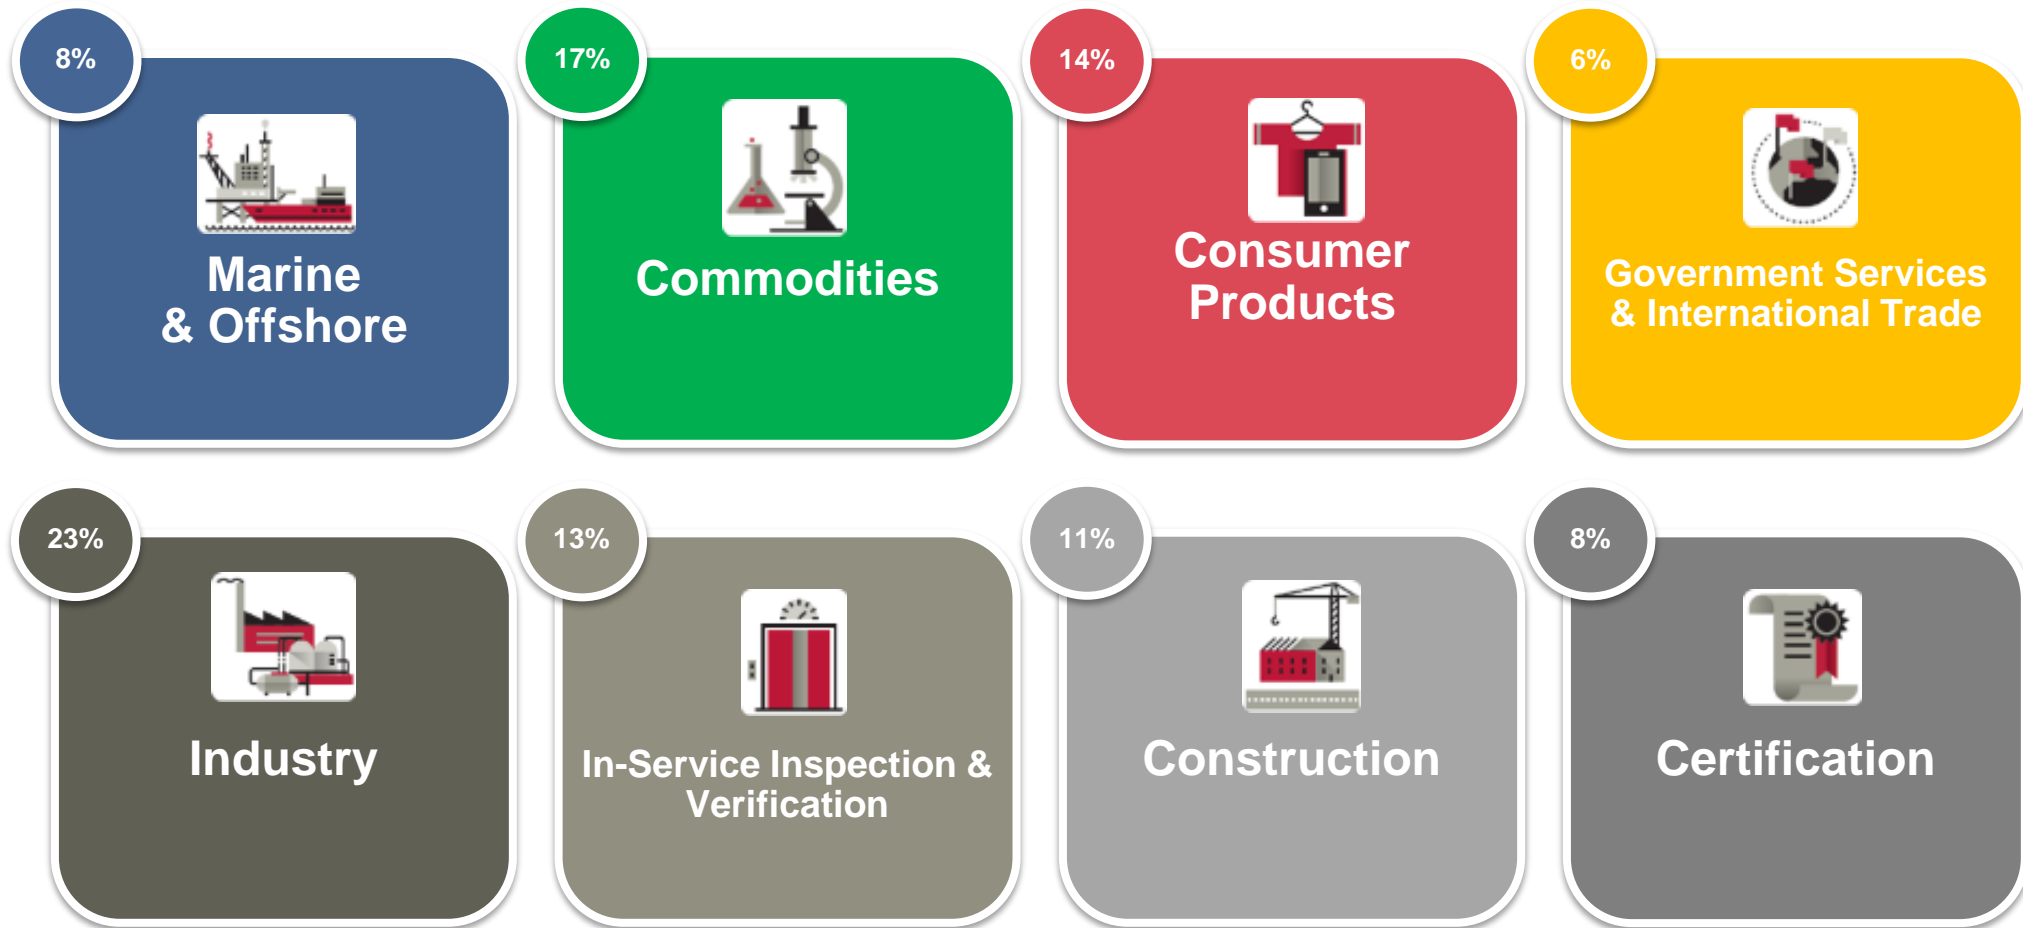 8%
Marine
& Offshore
17%
Commodities
14%
Consumer
Products
6%
Government Services
& International Trade
23%
Industry
13%
In-Service Inspection &
Verification
11%
Construction
8%
Certification